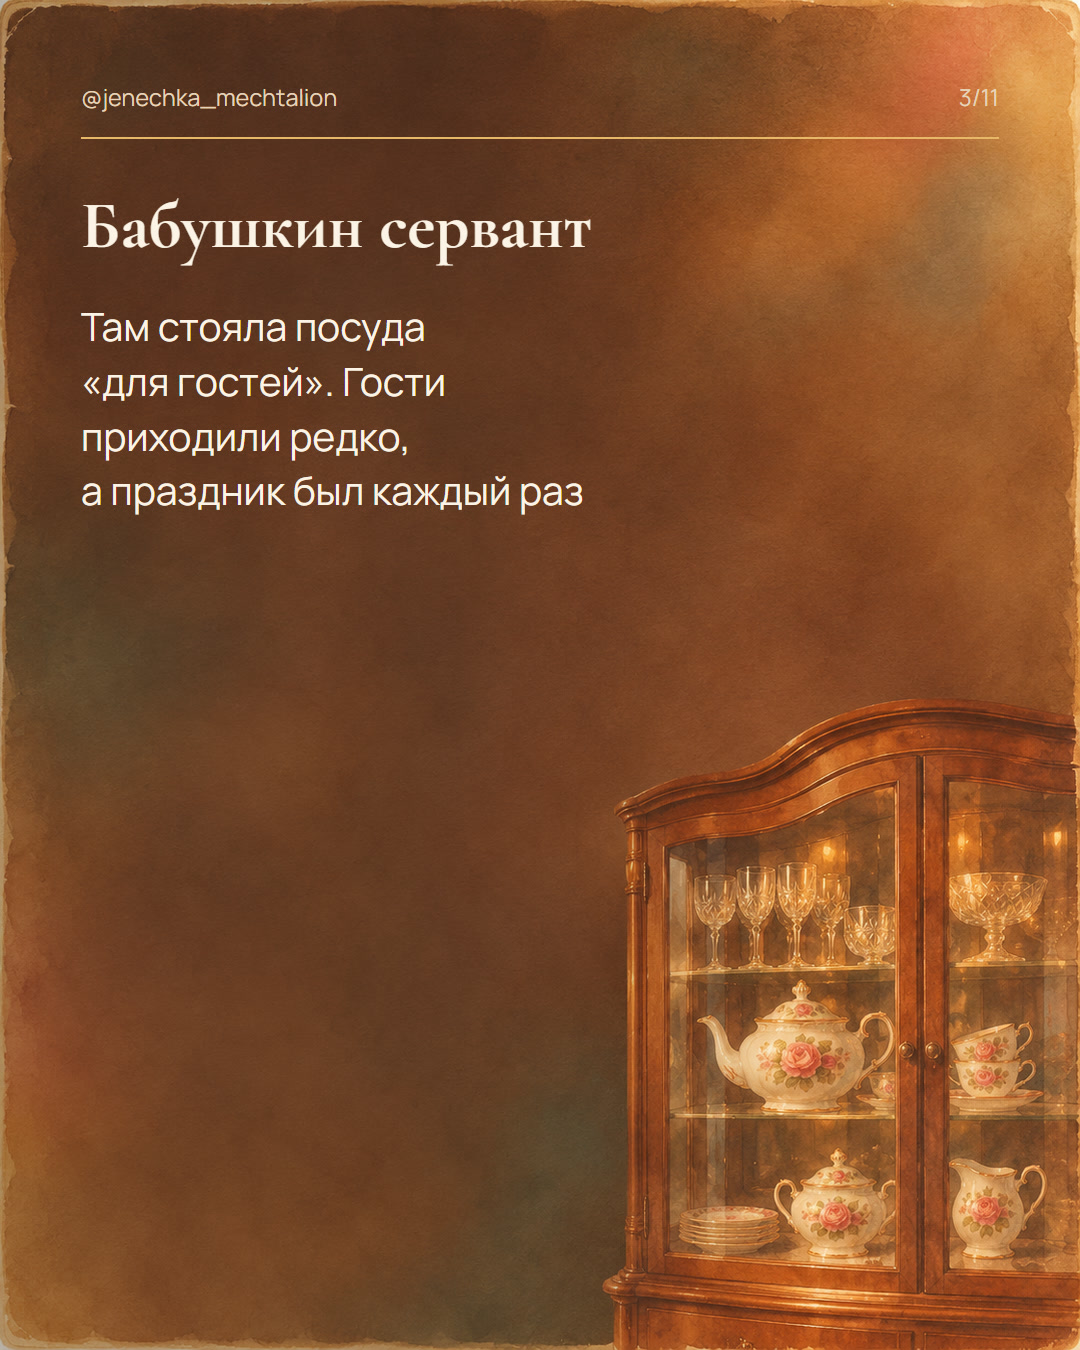 @jenechka_mechtalion
3/11
Бабушкин сервант
Там стояла посуда
«для гостей». Гости
приходили редко,
а праздник был каждый раз